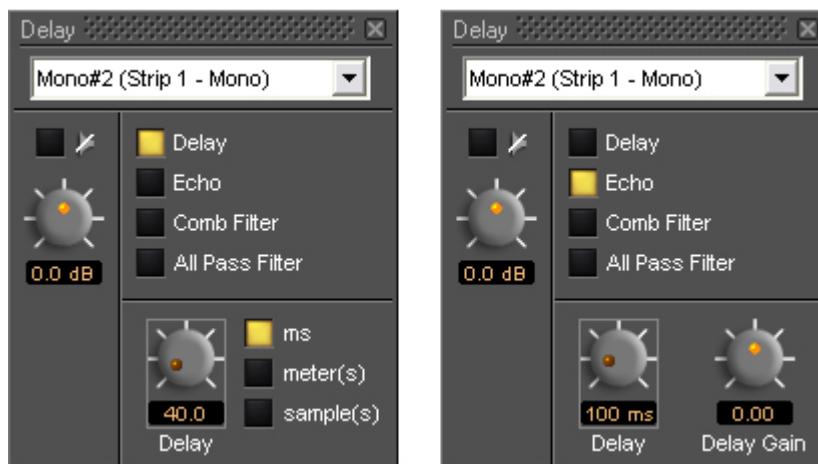 Delay
Mono#2 (Strip 1 - Mono)
Delay
Echo
Comb Filter
All Pass Filter
0.0 dB
ms
meter(s)
sample(s)
40.0
Delay
Delay
Mono#2 (Strip 1 - Mono)
Delay
Echo
Comb Filter
All Pass Filter
0.0 dB
100 ms
0.00
Delay
Delay Gain